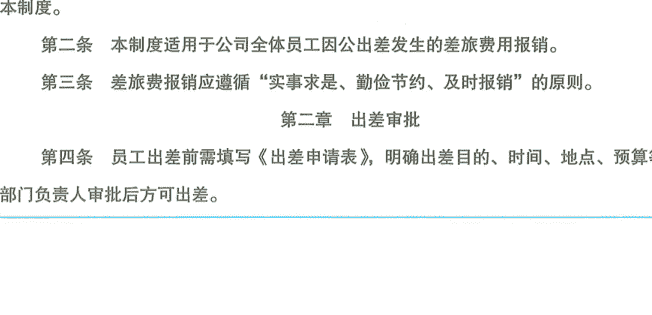 本制度。
第二条 本制度适用于公司全体员工因公出差发生的差旅费用报销。
第三条 差旅费报销应遵循“实事求是、勤俭节约、及时报销”的原则。
第二章 出差审批
第四条 员工出差前需填写《出差申请表》，明确出差目的、时间、地点、预算
部门负责人审批后方可出差。